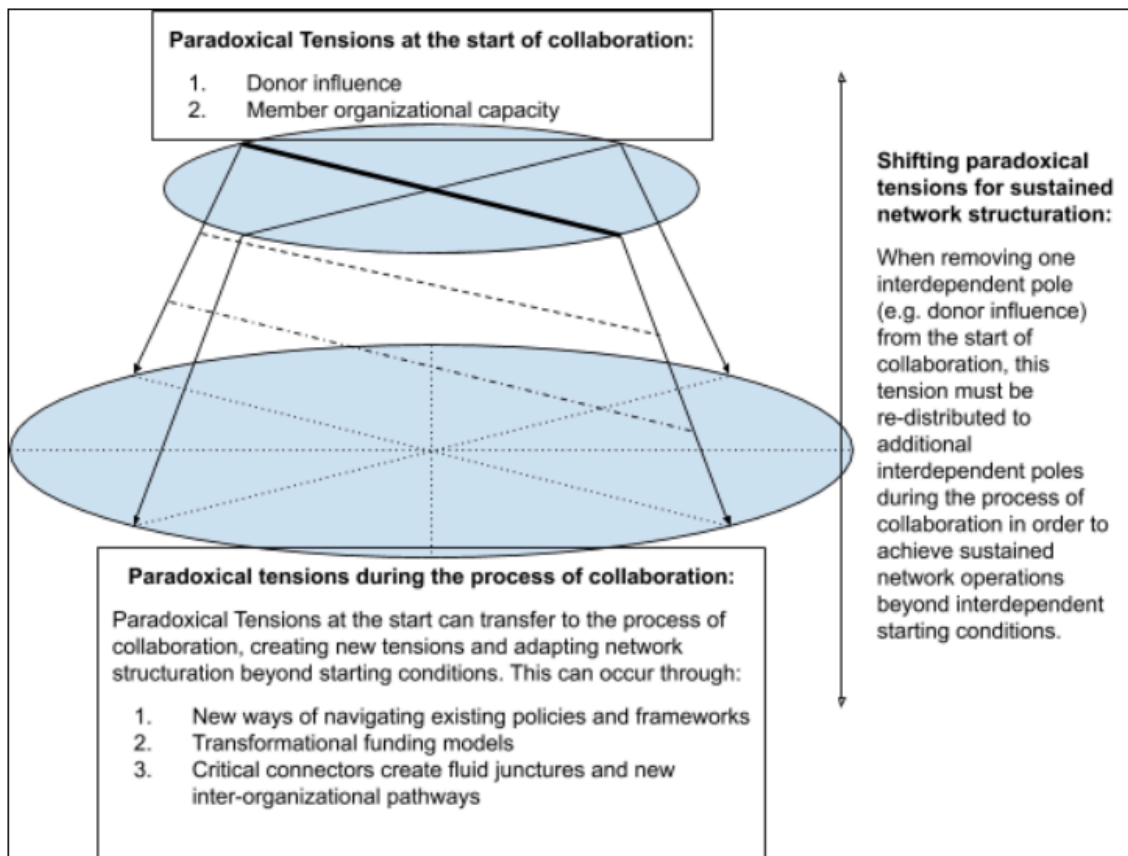 Paradoxical Tensions at the start of collaboration:
1. Donor influence
2. Member organizational capacity
Shifting paradoxical
tensions for sustained
network structuration:
When removing one
interdependent pole
(e.g. donor influence)
from the start of
collaboration, this
tension must be
re-distributed to
additional
interdependent poles
during the process of
collaboration in order to
achieve sustained
network operations
beyond interdependent
starting conditions.
Paradoxical tensions during the process of collaboration:
Paradoxical Tensions at the start can transfer to the process of
collaboration, creating new tensions and adapting network
structuration beyond starting conditions. This can occur through:
1. New ways of navigating existing policies and frameworks
2. Transformational funding models
3. Critical connectors create fluid junctures and new
inter-organizational pathways